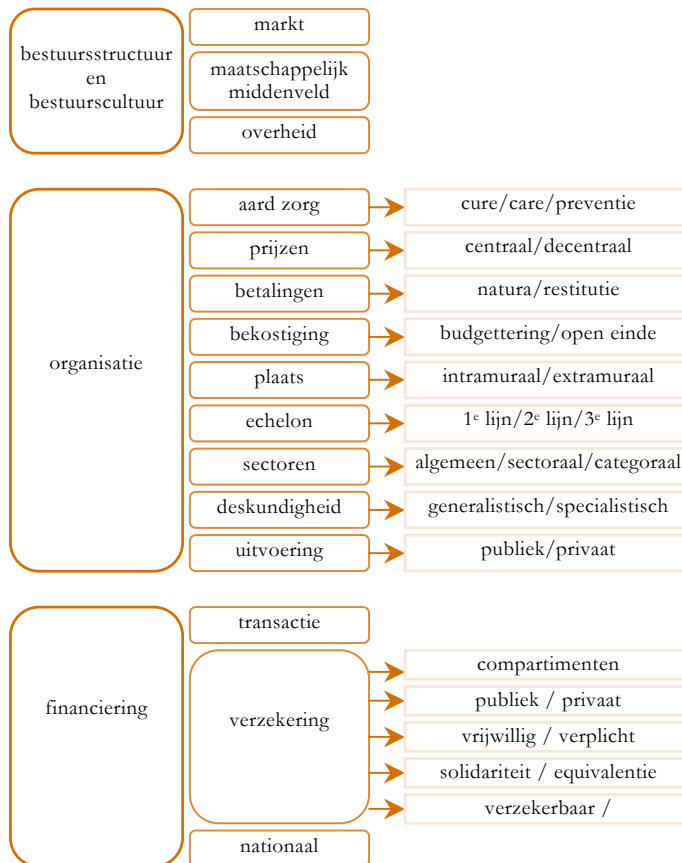 bestuursstructuur
en
bestuurscultuur
markt
maatschappelijk
middenveld
overheid
organisatie
aard zorg
cure/care/preventie
prijzen
centraal/decentraal
betalingen
natura/restitutie
bekostiging
budgettering/open einde
plaats
intramuraal/extramuraal
echelon
1e lijn/2e lijn/3e lijn
sectoren
algemeen/sectoraal/categoraal
deskundigheid
generalistisch/specialistisch
uitvoering
publiek/privaat
financiering
transactie
verzekering
compartimenten
publiek / privaat
vrijwillig / verplicht
solidariteit / equivalentie
verzekerbaar /
nationaal